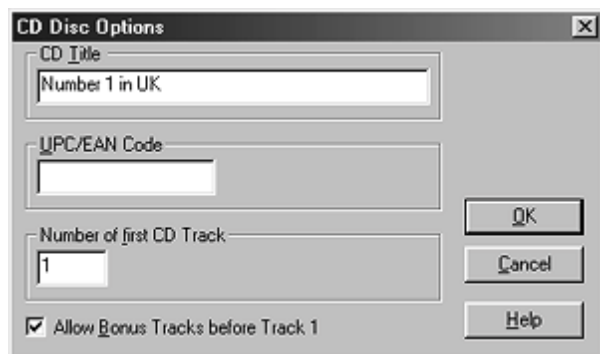 CD Disc Options
CD Title
Number 1 in UK
UPC/EAN Code
Number of first CD Track
1
Allow Bonus Tracks before Track 1
OK
Cancel
Help